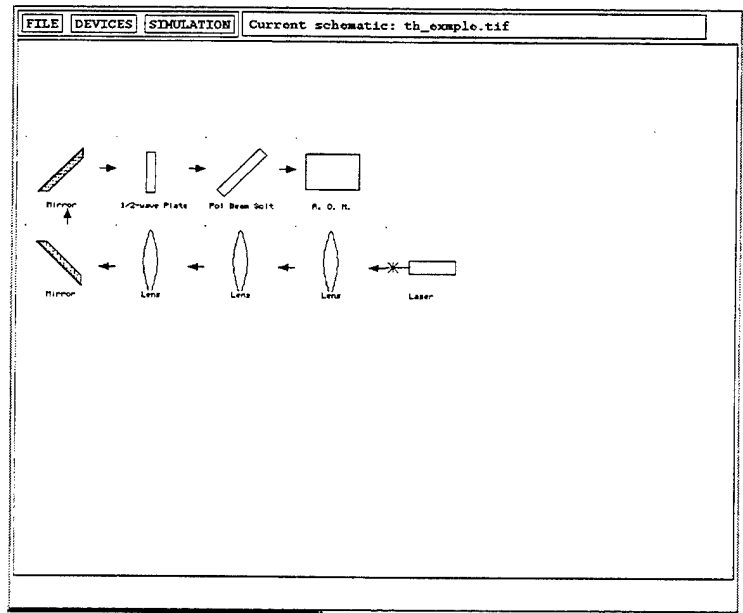 FILE DEVICES SIMULATION Current schematic: th_exmple.tif
Mirror 1/2-wave Plate Pol Beam Split A. O. M.
Mirror Lens Lens Lens Laser